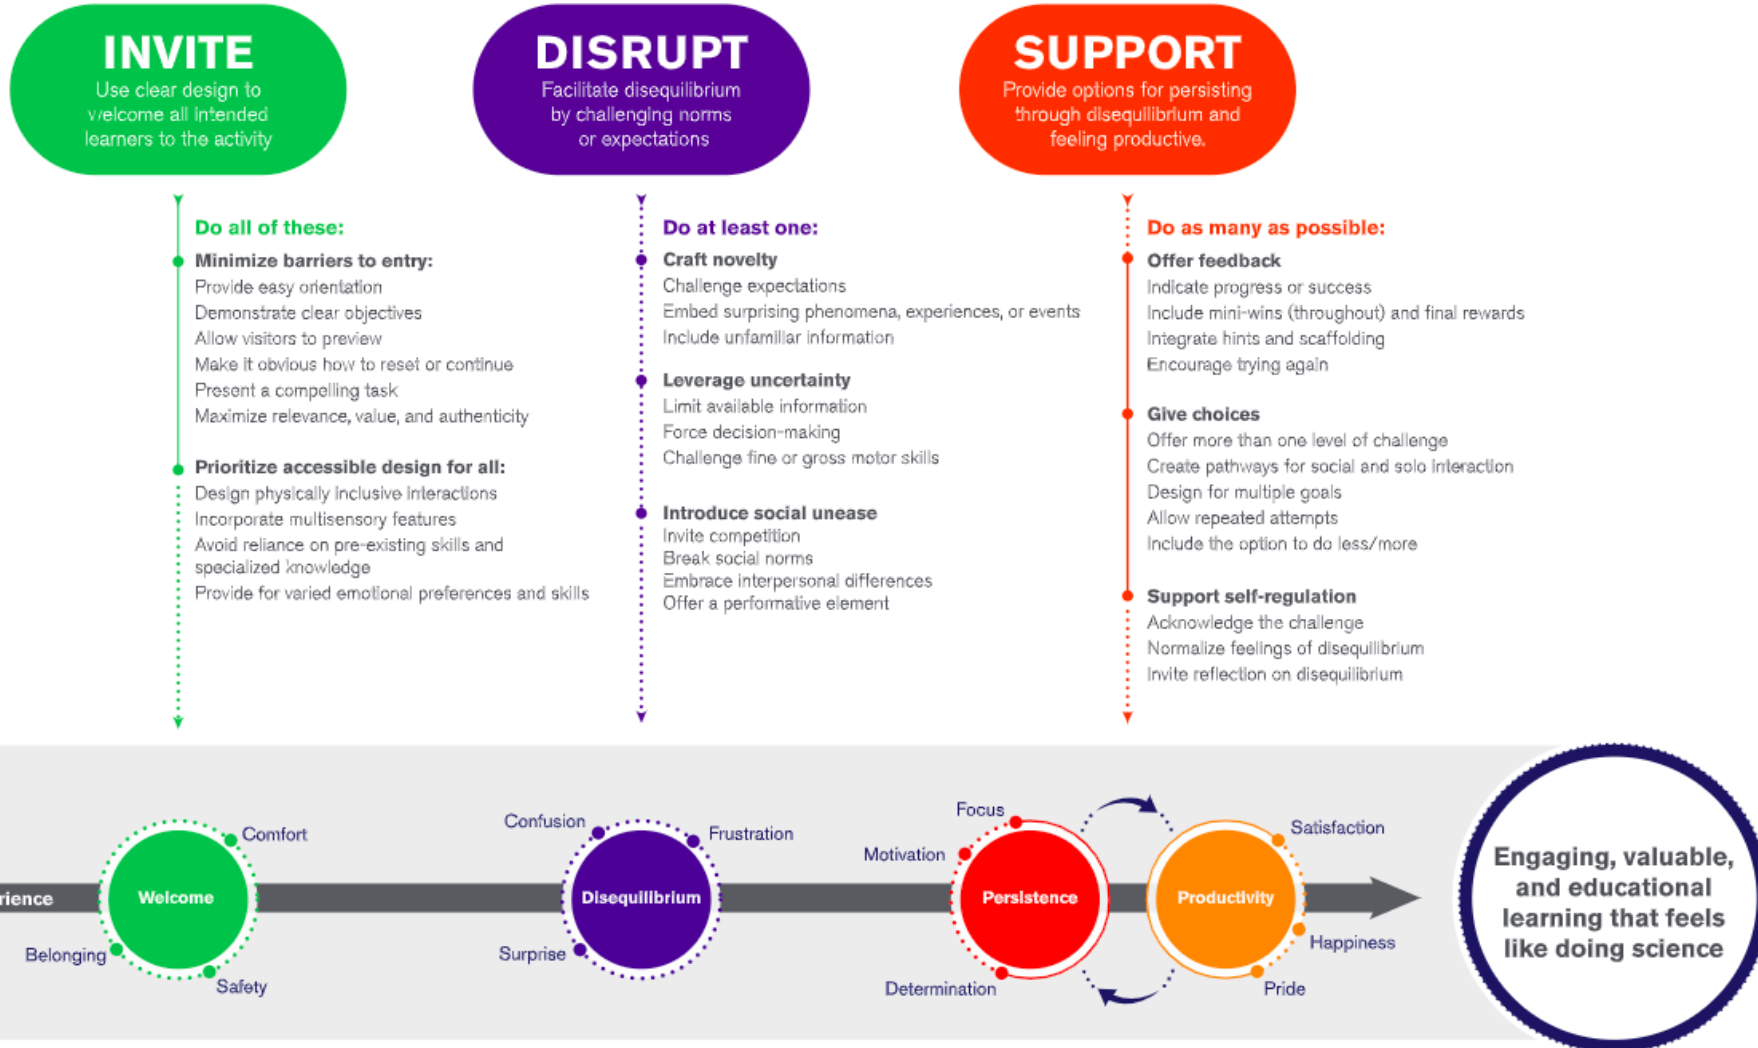 INVITE
Use clear design to
welcome all intended
learners to the activity
Do all of these:
Minimize barriers to entry:
Provide easy orientation
Demonstrate clear objectives
Allow visitors to preview
Make it obvious how to reset or continue
Present a compelling task
Maximize relevance, value, and authenticity
Prioritize accessible design for all:
Design physically inclusive interactions
Incorporate multisensory features
Avoid reliance on pre-existing skills and
specialized knowledge
Provide for varied emotional preferences and skills
DISRUPT
Facilitate disequilibrium
by challenging norms
or expectations
Do at least one:
Craft novelty
Challenge expectations
Embed surprising phenomena, experiences, or events
Include unfamiliar information
Leverage uncertainty
Limit available information
Force decision-making
Challenge fine or gross motor skills
Introduce social unease
Invite competition
Break social norms
Embrace interpersonal differences
Offer a performative element
SUPPORT
Provide options for persisting
through disequilibrium and
feeling productive.
Do as many as possible:
Offer feedback
Indicate progress or success
Include mini-wins (throughout) and final rewards
Integrate hints and scaffolding
Encourage trying again
Give choices
Offer more than one level of challenge
Create pathways for social and solo interaction
Design for multiple goals
Allow repeated attempts
Include the option to do less/more
Support self-regulation
Acknowledge the challenge
Normalize feelings of disequilibrium
Invite reflection on disequilibrium
rience
Welcome
Comfort
Belonging
Safety
Disequilibrium
Confusion
Frustration
Surprise
Persistence
Focus
Motivation
Determination
Productivity
Satisfaction
Happiness
Pride
Engaging, valuable,
and educational
learning that feels
like doing science